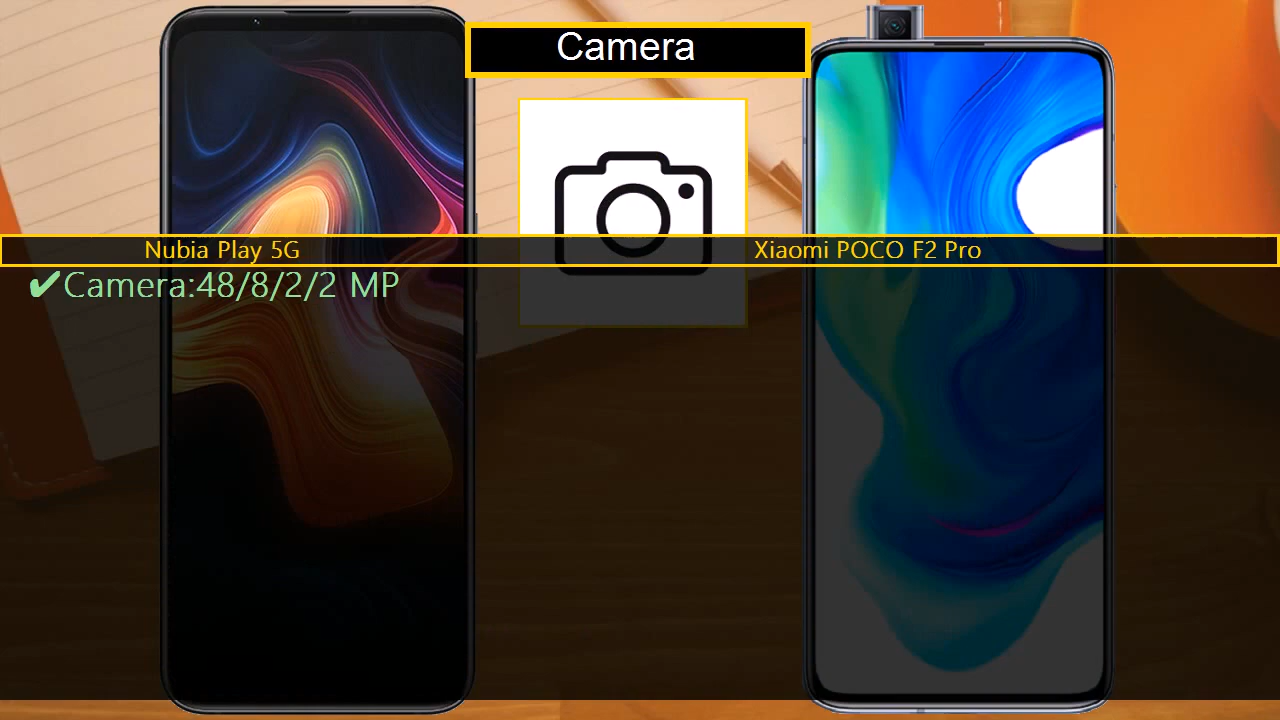 Camera
Nubia Play 5G
Xiaomi POCO F2 Pro
✔Camera:48/8/2/2 MP